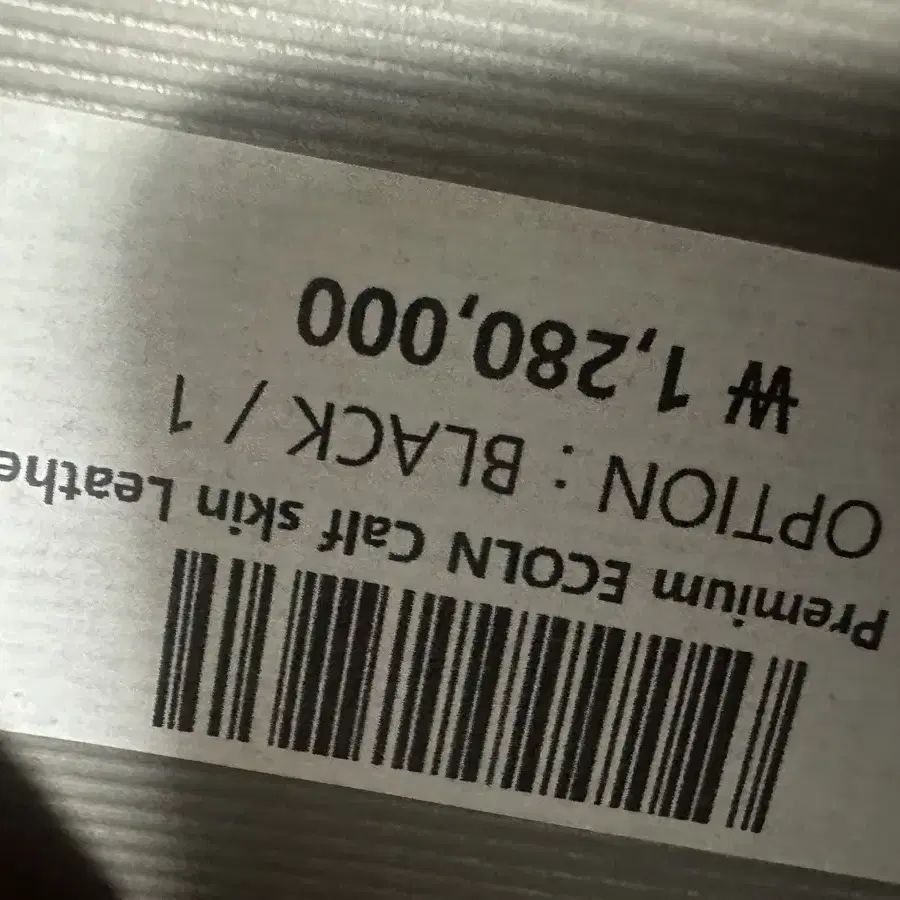 Premium ECOLN Calf skin Leathe
OPTION : BLACK / 1
₩ 1,280,000